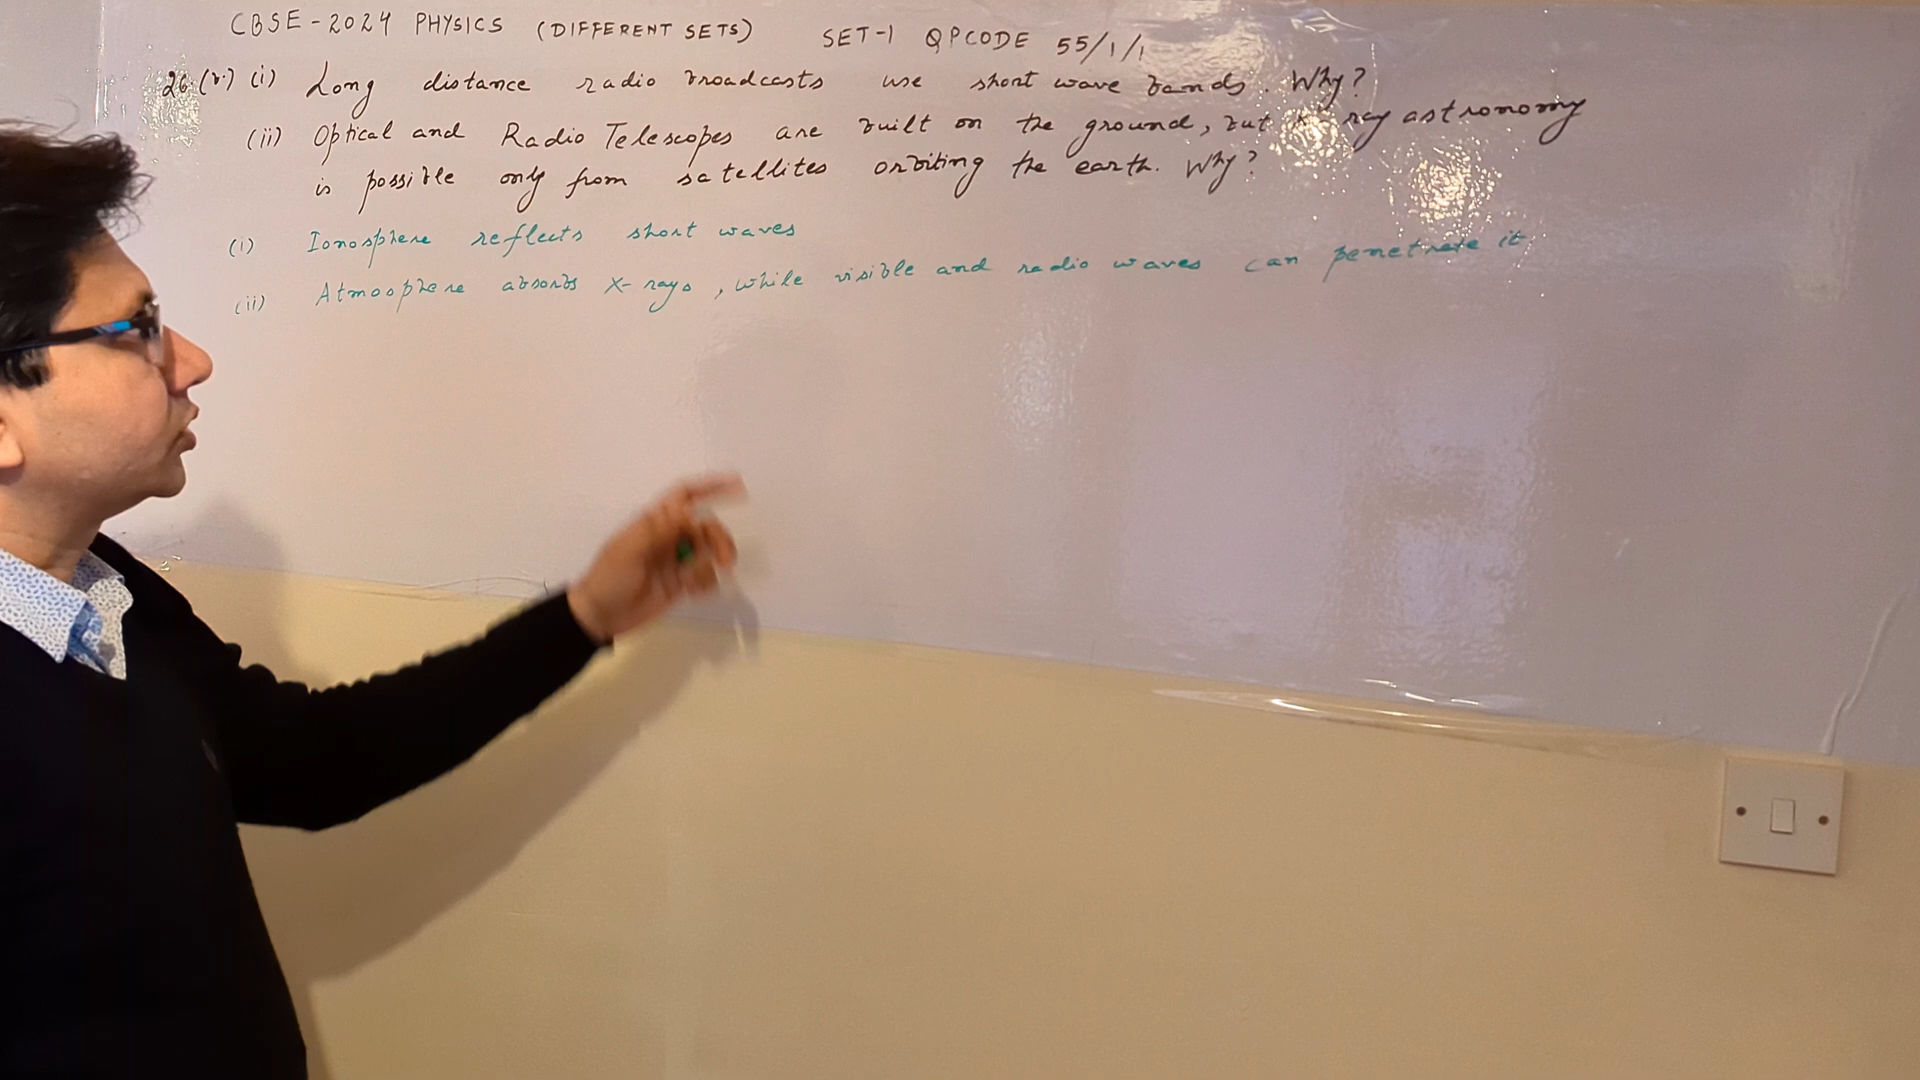 CBSE-2024 PHYSICS (DIFFERENT SETS) SET-1 QPCODE 55/1/1
26 (b) (i) Long distance radio broadcasts use short wave bands. Why?
(ii) Optical and Radio Telescopes are built on the ground, but X-ray astronomy
is possible only from satellites orbiting the earth. Why?
(i) Ionosphere reflects short waves
(ii) Atmosphere absorbs X-rays, while visible and radio waves can penetrate it.